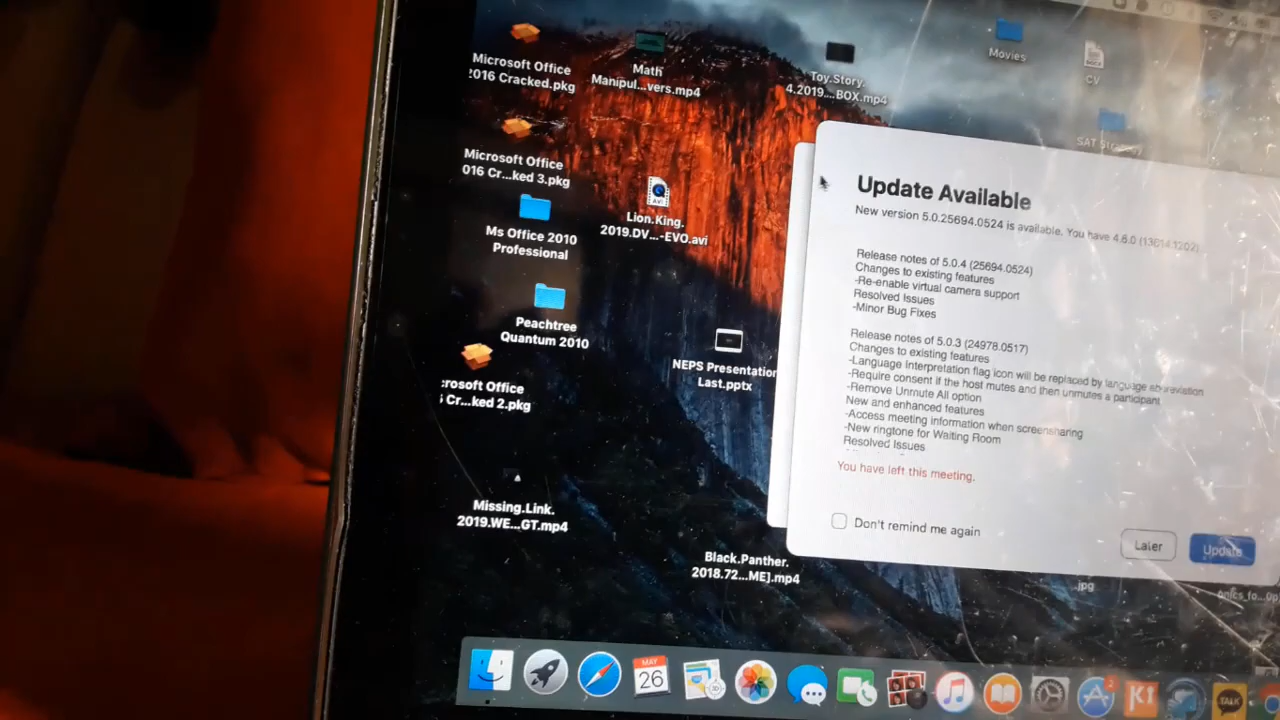 Microsoft Office
2016 Cracked.pkg
Math
Manipul...vers.mp4
Toy.Story.
4.2019....BOX.mp4
Movies
CV
SAT Strategy
Microsoft Office
016 Cr...ked 3.pkg
Lion.King.
2019.DV...-EVO.avi
Ms Office 2010
Professional
Peachtree
Quantum 2010
NEPS Presentation
Last.pptx
crosoft Office
Cr...ked 2.pkg
Missing.Link.
2019.WE...GT.mp4
Black.Panther.
2018.72...ME].mp4
.jpg
Update Available
New version 5.0.25694.0524 is available. You have 4.6.0 (13614.1202)
Release notes of 5.0.4 (25694.0524)
Changes to existing features
-Re-enable virtual camera support
Resolved Issues
-Minor Bug Fixes
Release notes of 5.0.3 (24978.0517)
Changes to existing features
-Language Interpretation flag icon will be replaced by language abbreviation
-Require consent if the host mutes and then unmutes a participant
-Remove Unmute All option
New and enhanced features
-Access meeting information when screensharing
-New ringtone for Waiting Room
Resolved Issues
You have left this meeting.
Don't remind me again
Later
Update
MAY
26
2
KI
TALK